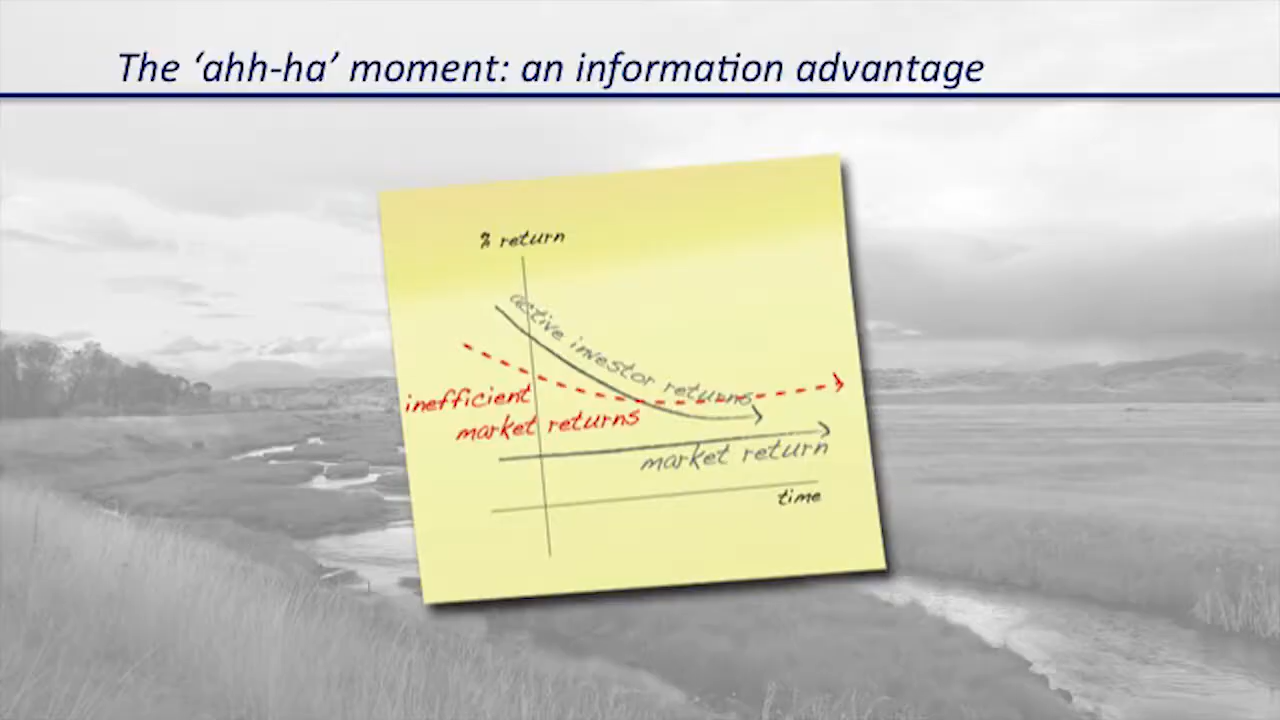 The ‘ahh-ha’ moment: an information advantage
% return
active investor returns
inefficient
market returns
market return
time